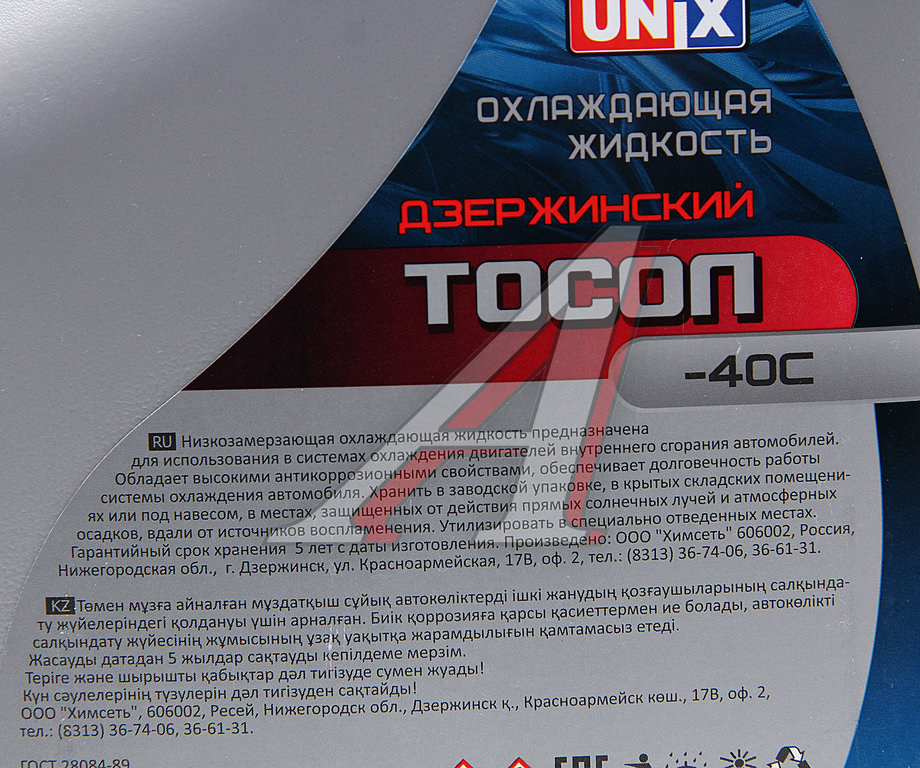 UNiX
ОХЛАЖДАЮЩАЯ
ЖИДКОСТЬ
ДЗЕРЖИНСКИЙ
ТОСОЛ
-40С
RU Низкозамерзающая охлаждающая жидкость предназначена
для использования в системах охлаждения двигателей внутреннего сгорания автомобилей.
Обладает высокими антикоррозионными свойствами, обеспечивает долговечность работы
системы охлаждения автомобиля. Хранить в заводской упаковке, в крытых складских помещени-
ях или под навесом, в местах, защищенных от действия прямых солнечных лучей и атмосферных
осадков, вдали от источников воспламенения. Утилизировать в специально отведенных местах.
Гарантийный срок хранения 5 лет с даты изготовления. Произведено: ООО "Химсеть" 606002, Россия,
Нижегородская обл., г. Дзержинск, ул. Красноармейская, 17В, оф. 2, тел.: (8313) 36-74-06, 36-61-31.
KZ Төмен мұзға айналған мұздатқыш сұйық автокөліктерді ішкі жанудың қозғаушыларының салқында-
ту жүйелеріндегі қолдануы үшін арналған. Биік қоррозияға қарсы қасиеттермен ие болады, автокөлікті
салқындату жүйесінің жұмысының ұзақ уақытқа жарамдылығын қамтамасыз етеді.
Жасауды датадан 5 жылдар сақтауды кепілдеме мерзім.
Теріге және шырышты қабықтар дәл тигізуде сумен жуады!
Күн сәулелерінің түзулерін дәл тигізуден сақтайды!
ООО "Химсеть", 606002, Ресей, Нижегородск обл., Дзержинск қ., Красноармейск көш., 17В, оф. 2,
тел.: (8313) 36-74-06, 36-61-31.
ГОСТ 28084-89